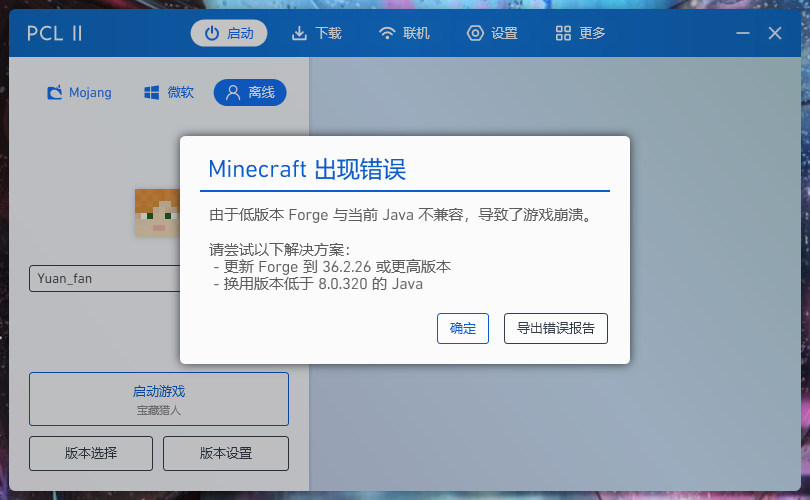 PCL II
启动
下载
联机
设置
更多
Mojang
微软
离线
Minecraft 出现错误
由于低版本 Forge 与当前 Java 不兼容，导致了游戏崩溃。
请尝试以下解决方案：
- 更新 Forge 到 36.2.26 或更高版本
- 换用版本低于 8.0.320 的 Java
确定
导出错误报告
Yuan_fan
启动游戏
宝藏猎人
版本选择
版本设置